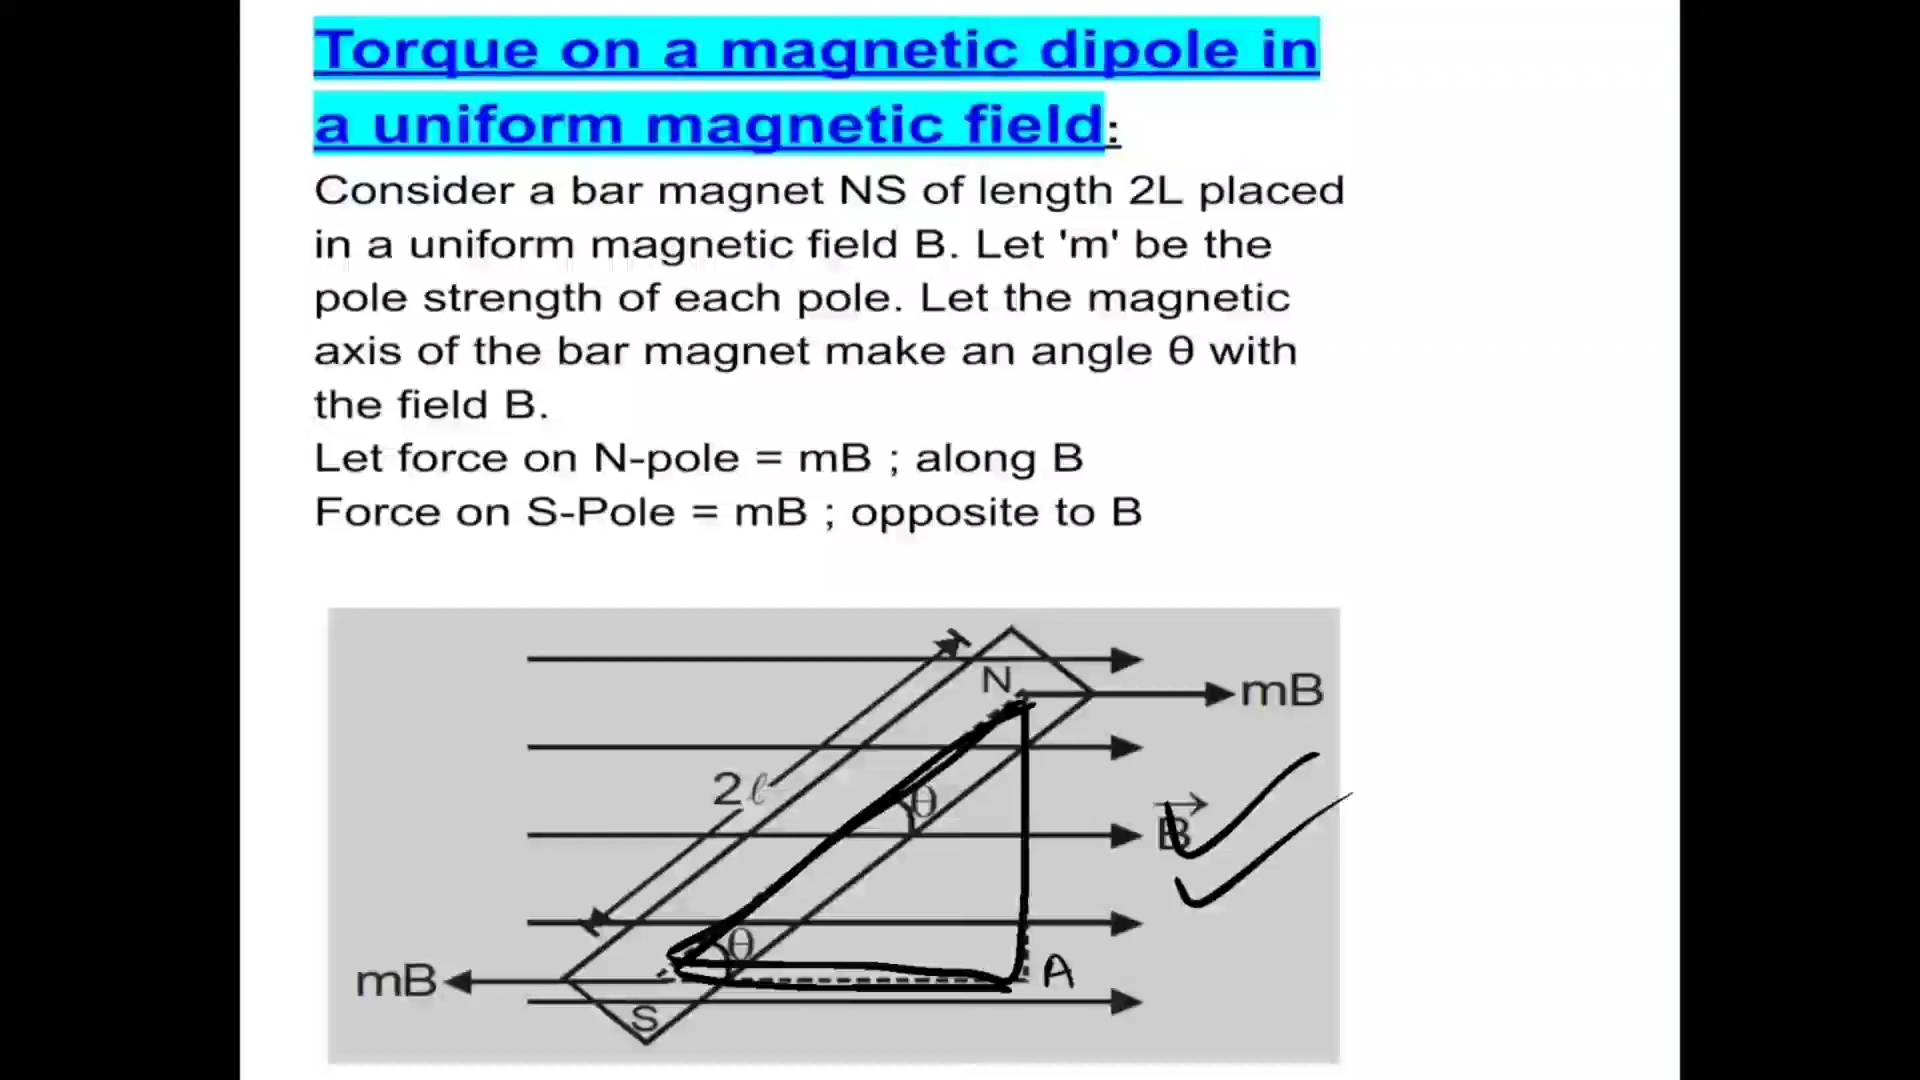 Torque on a magnetic dipole in
a uniform magnetic field:
Consider a bar magnet NS of length 2L placed
in a uniform magnetic field B. Let 'm' be the
pole strength of each pole. Let the magnetic
axis of the bar magnet make an angle θ with
the field B.
Let force on N-pole = mB ; along B
Force on S-Pole = mB ; opposite to B
N
mB
2ℓ
θ
B
θ
mB
A
S